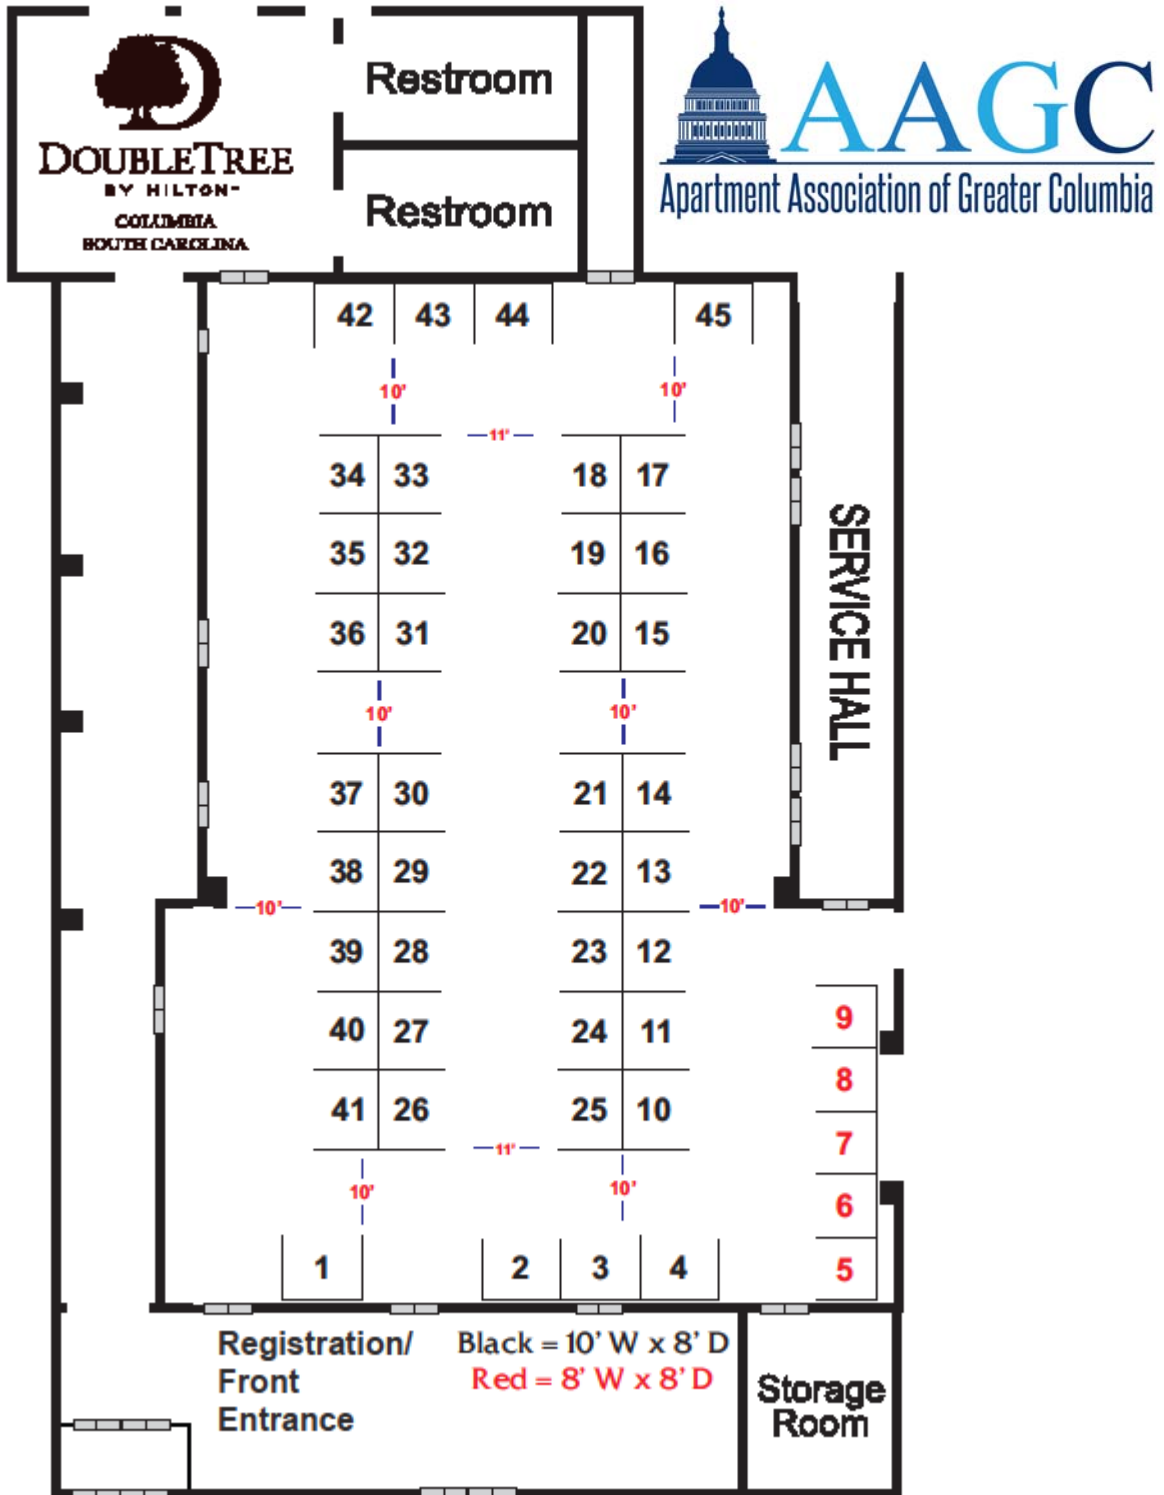 Restroom
DOUBLETREE
BY HILTON™
COLUMBIA
SOUTH CAROLINA
Restroom
AAGC
Apartment Association of Greater Columbia
42 43 44 45
10' 10'
11'
34 33 18 17
35 32 19 16
36 31 20 15
SERVICE HALL
10' 10'
37 30 21 14
38 29 22 13
10' 10'
39 28 23 12
9
40 27 24 11
8
41 26 25 10
7
11'
10' 10'
6
1 2 3 4 5
Registration/
Front
Entrance
Black = 10' W x 8' D
Red = 8' W x 8' D
Storage
Room